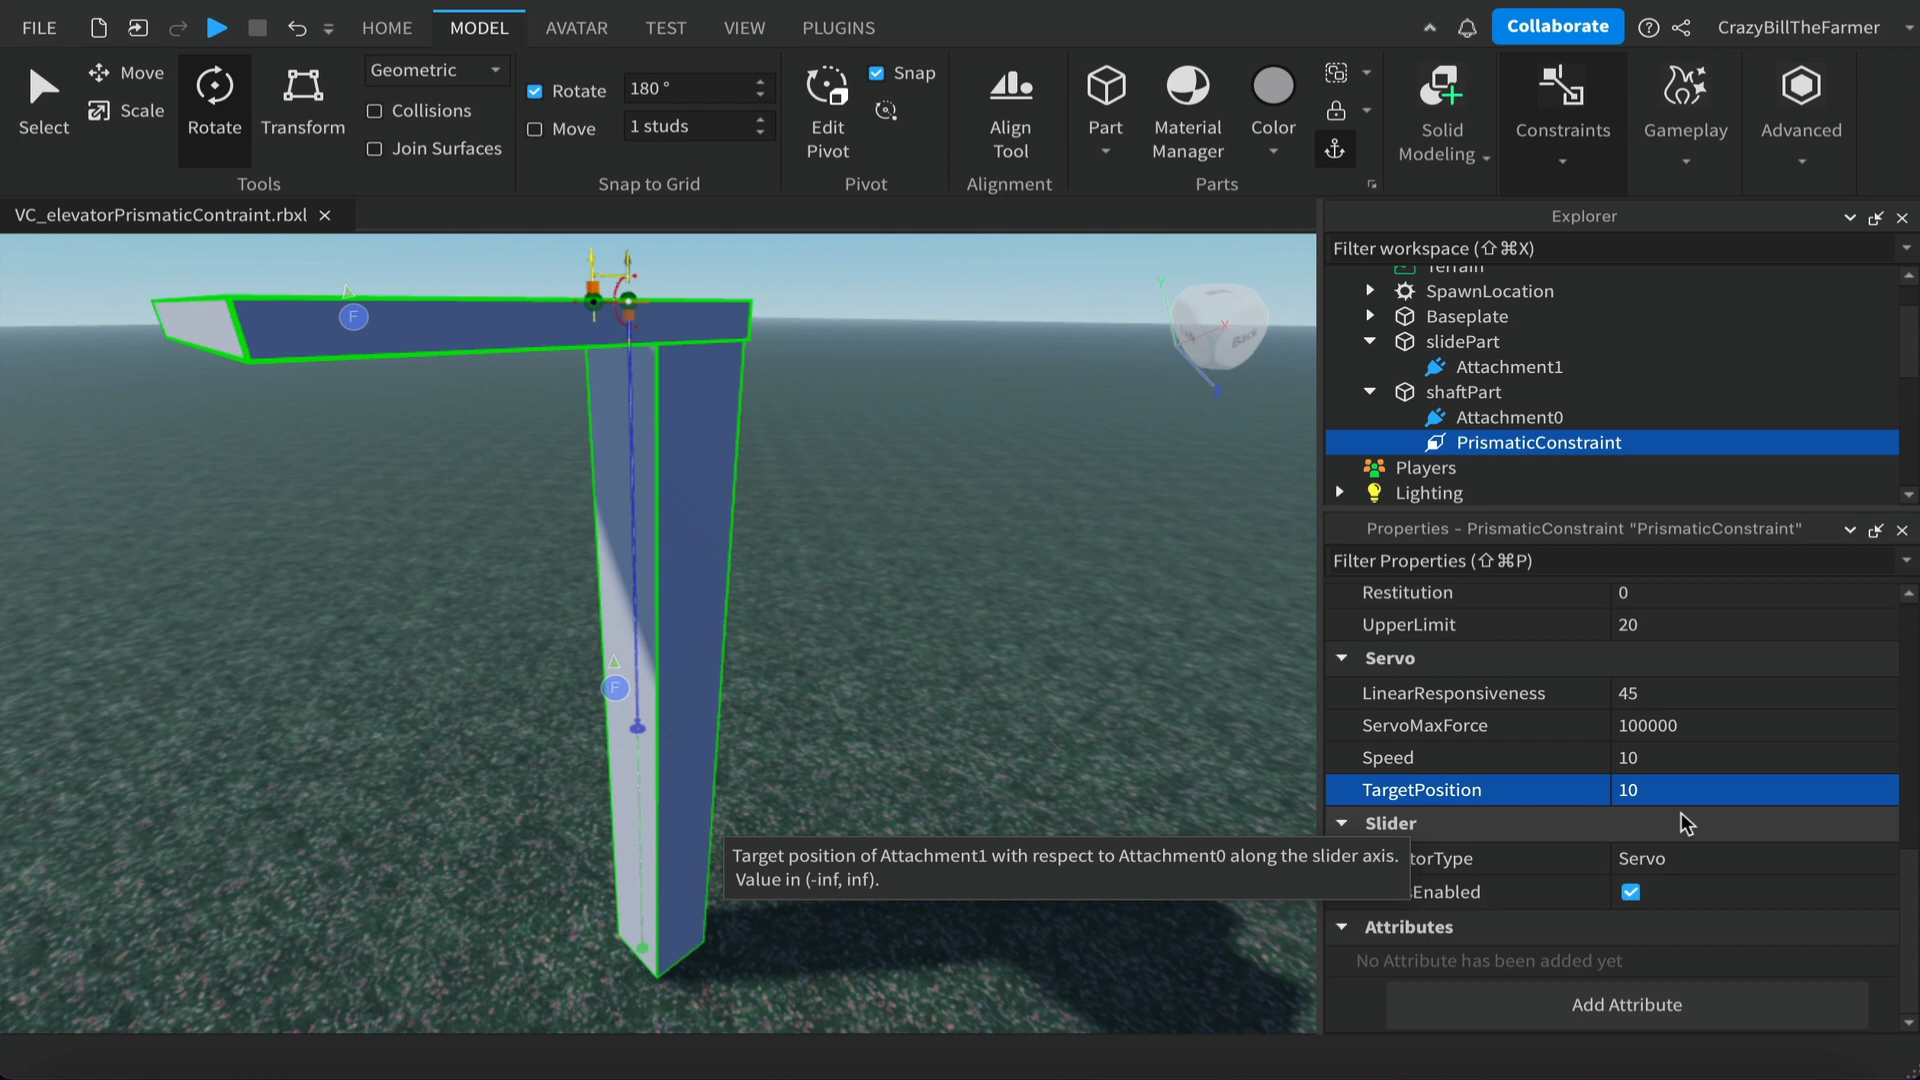 FILE
HOME
MODEL
AVATAR
TEST
VIEW
PLUGINS
Collaborate
CrazyBillTheFarmer
Select
Move
Scale
Rotate
Transform
Geometric
Collisions
Join Surfaces
Tools
Rotate
180 °
Move
1 studs
Snap to Grid
Edit
Pivot
Snap
Pivot
Align
Tool
Alignment
Part
Material
Manager
Color
Parts
Solid
Modeling
Constraints
Gameplay
Advanced
VC_elevatorPrismaticContraint.rbxl
F
F
Y
X
Z
Back
Target position of Attachment1 with respect to Attachment0 along the slider axis.
Value in (-inf, inf).
Explorer
Filter workspace (⇧⌘X)
Terrain
SpawnLocation
Baseplate
slidePart
Attachment1
shaftPart
Attachment0
PrismaticConstraint
Players
Lighting
Properties - PrismaticConstraint "PrismaticConstraint"
Filter Properties (⇧⌘P)
Restitution 0
UpperLimit 20
Servo
LinearResponsiveness 45
ServoMaxForce 100000
Speed 10
TargetPosition 10
Slider
torType Servo
sEnabled
Attributes
No Attribute has been added yet
Add Attribute